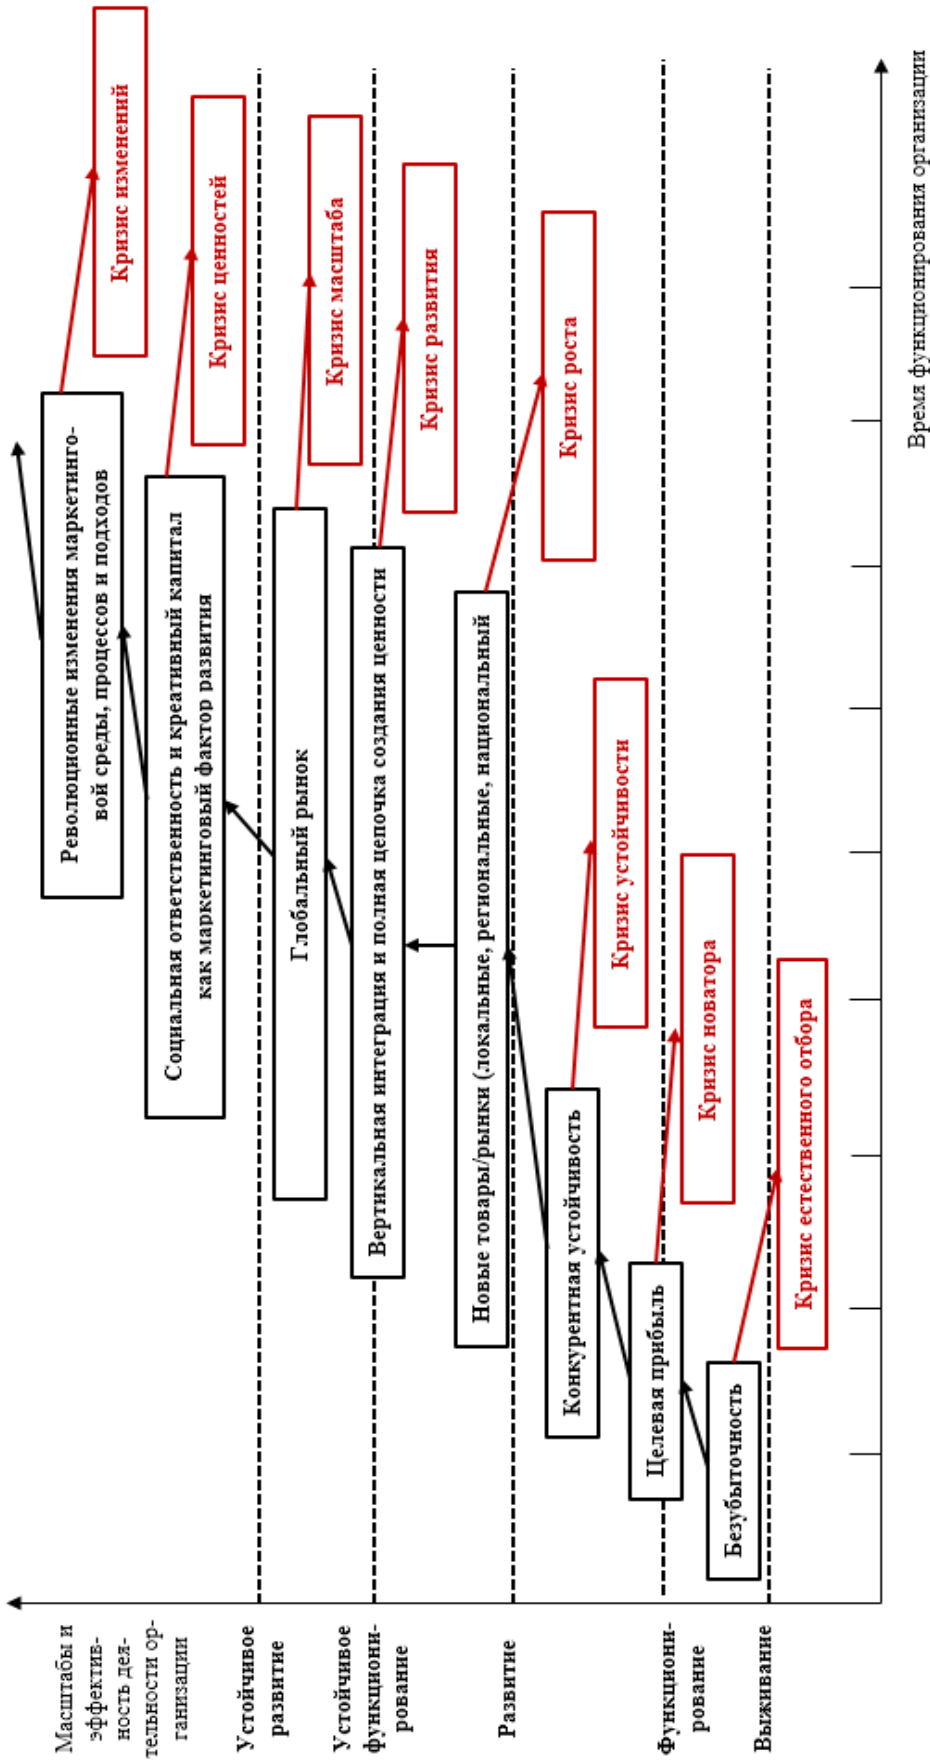 Масштабы и
эффектив-
ность дея-
тельности ор-
ганизации
Устойчивое
развитие
Устойчивое
функциони-
рование
Развитие
Функциони-
рование
Выживание
Революционные изменения маркетинго-
вой среды, процессов и подходов
Кризис изменений
Социальная ответственность и креативный капитал
как маркетинговый фактор развития
Кризис ценностей
Глобальный рынок
Кризис масштаба
Вертикальная интеграция и полная цепочка создания ценности
Кризис развития
Новые товары/рынки (локальные, региональные, национальный
Кризис роста
Конкурентная устойчивость
Кризис устойчивости
Целевая прибыль
Кризис новатора
Безубыточность
Кризис естественного отбора
Время функционирования организации